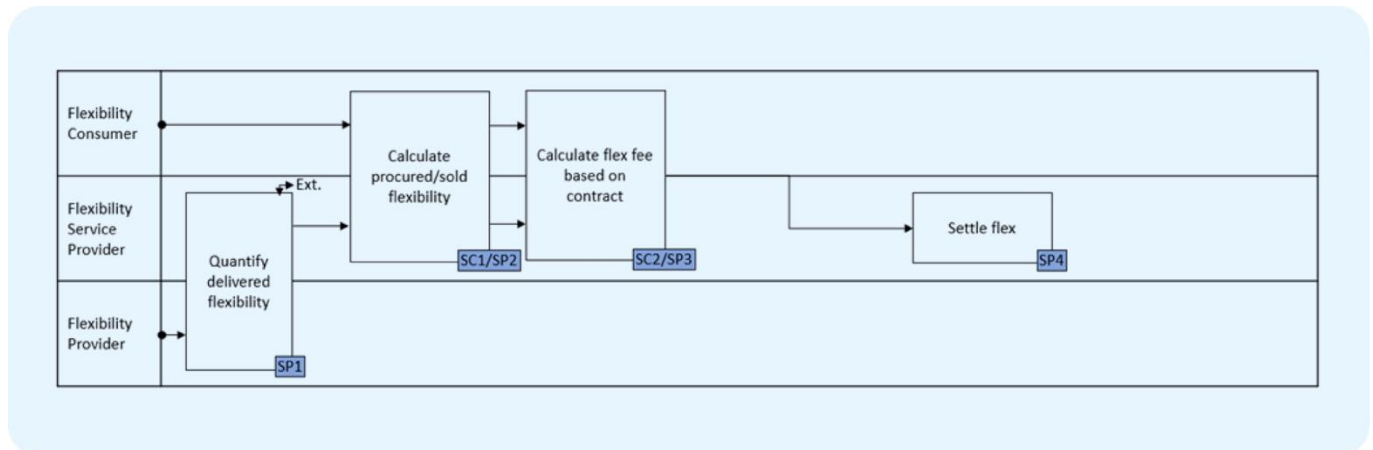 Flexibility
Consumer
Calculate
procured/sold
flexibility
SC1/SP2
Calculate flex fee
based on
contract
SC2/SP3
Flexibility
Service
Provider
Ext.
Settle flex
SP4
Quantify
delivered
flexibility
SP1
Flexibility
Provider